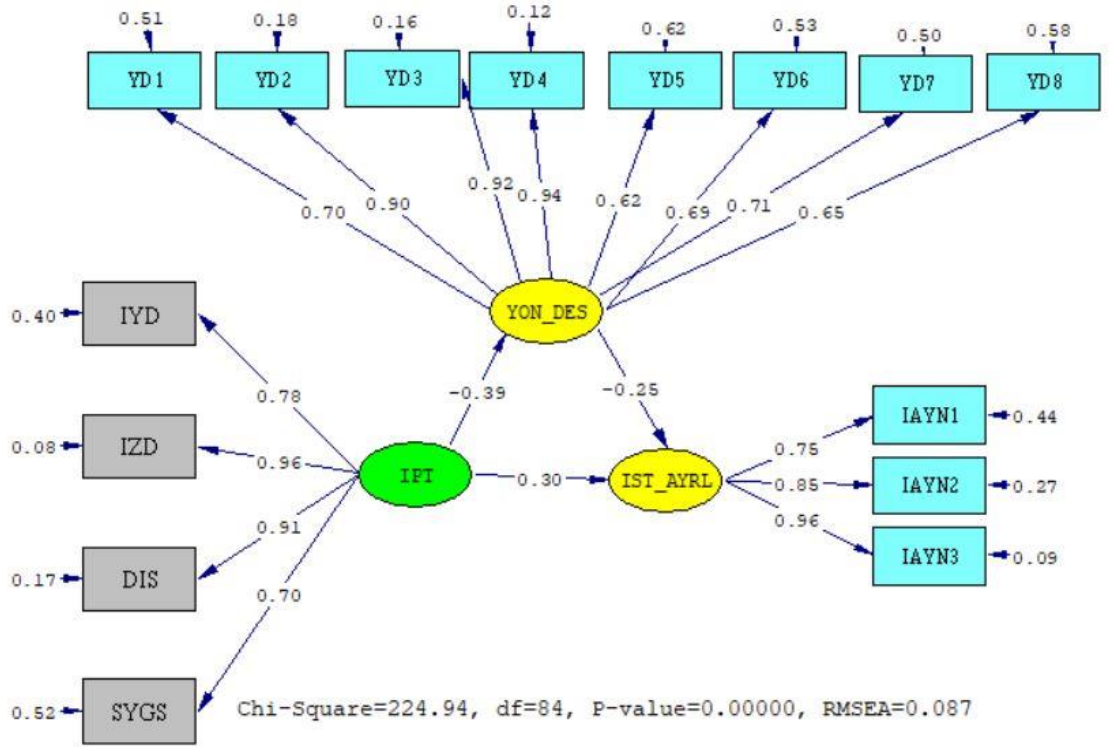 0.51 0.18 0.16 0.12 0.62 0.53 0.50 0.58
YD1 YD2 YD3 YD4 YD5 YD6 YD7 YD8
0.70 0.90 0.92 0.94 0.62 0.69 0.71 0.65
YON_DES
0.40 IYD
0.78 -0.39 -0.25
IAYN1 0.44
0.08 IZD 0.96 0.75
IPT 0.30 IST_AYRL 0.85 IAYN2 0.27
0.91 0.96
0.17 DIS IAYN3 0.09
0.70
0.52 SYGS
Chi-Square=224.94, df=84, P-value=0.00000, RMSEA=0.087